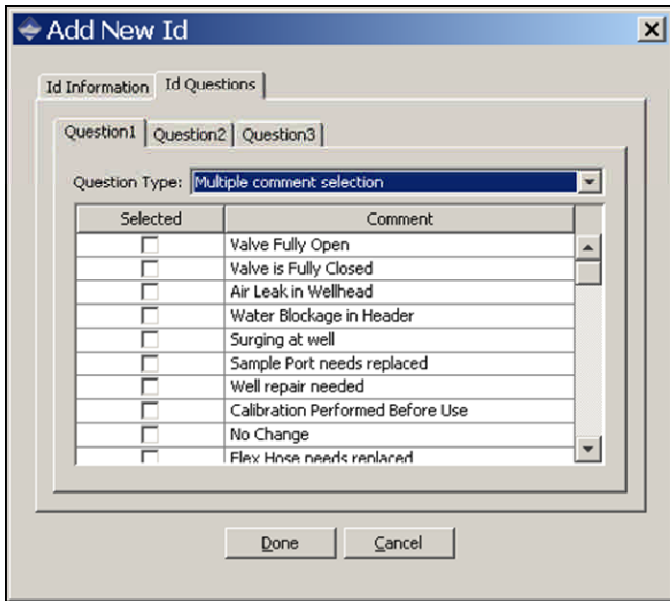 Add New Id
Id Information Id Questions
Question1 Question2 Question3
Question Type: Multiple comment selection
Selected Comment
Valve Fully Open
Valve is Fully Closed
Air Leak in Wellhead
Water Blockage in Header
Surging at well
Sample Port needs replaced
Well repair needed
Calibration Performed Before Use
No Change
Flex Hose needs replaced
Done Cancel